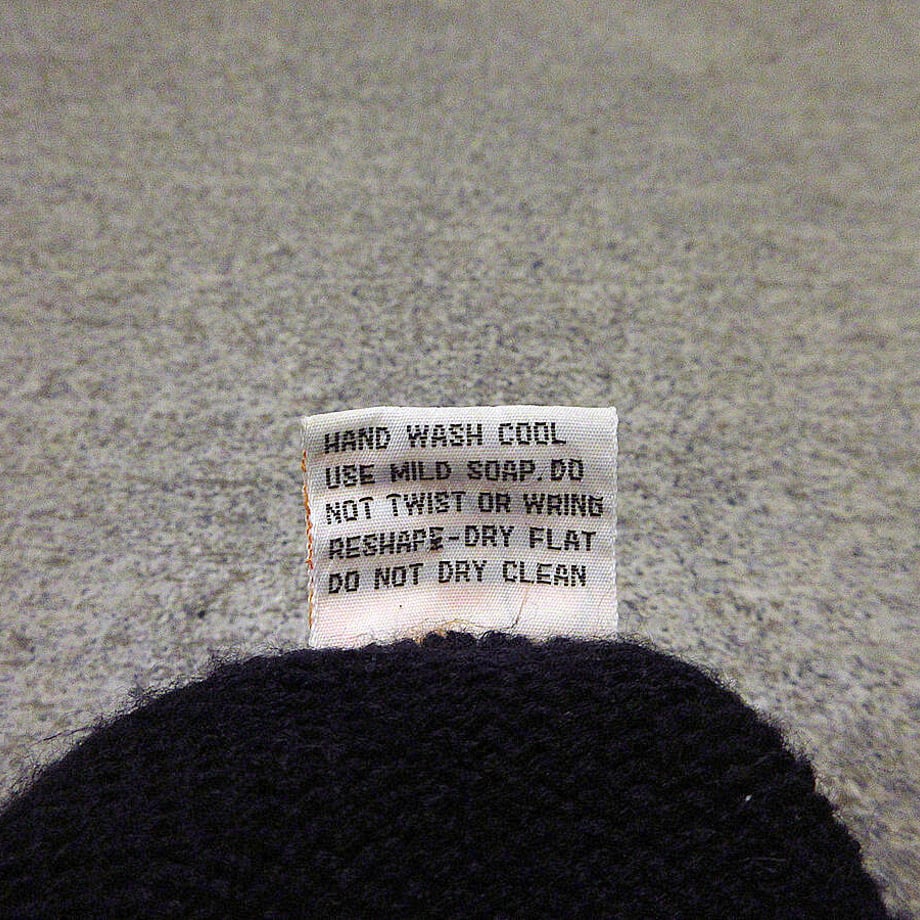 HAND WASH COOL
USE MILD SOAP. DO
NOT TWIST OR WRING
RESHAPE-DRY FLAT
DO NOT DRY CLEAN